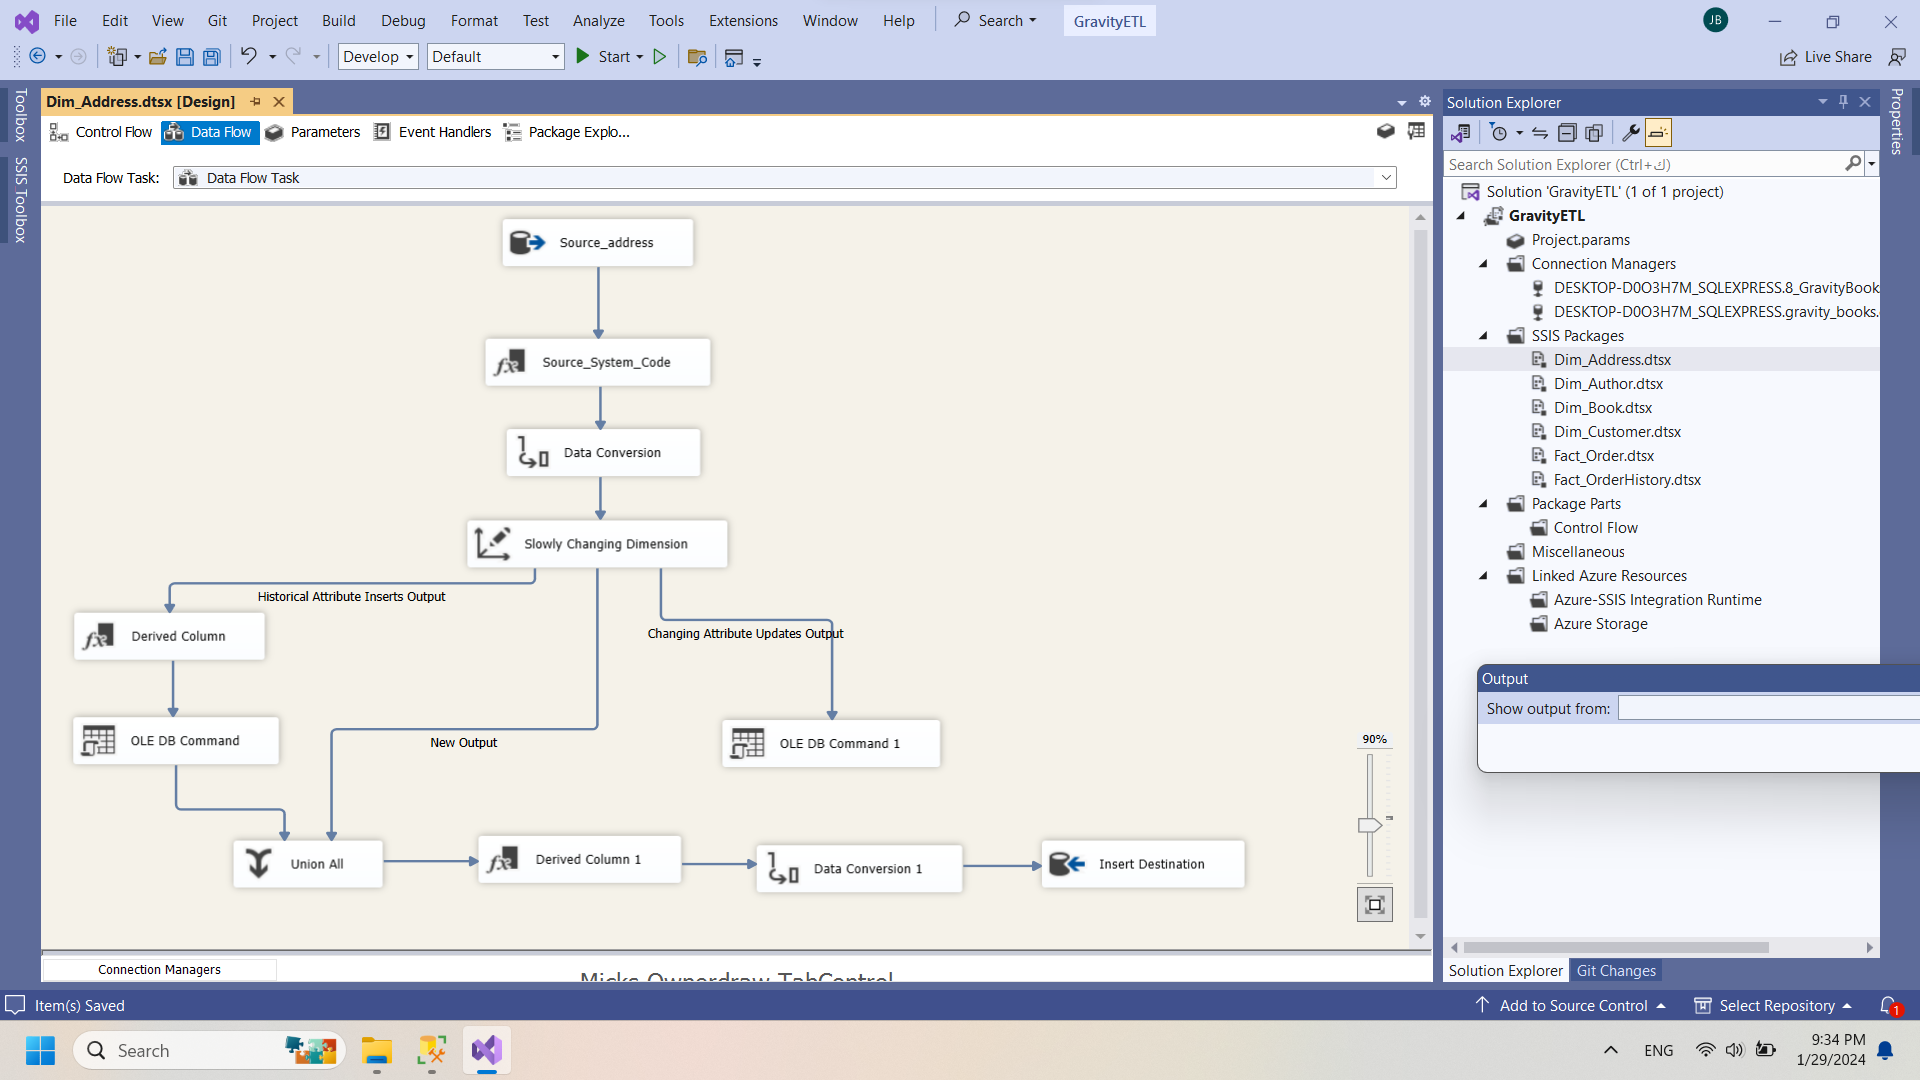 File Edit View Git Project Build Debug Format Test Analyze Tools Extensions Window Help Search GravityETL JB
Develop Default Start Live Share
Toolbox
SSIS Toolbox
Dim_Address.dtsx [Design]
Control Flow Data Flow Parameters Event Handlers Package Explo...
Data Flow Task: Data Flow Task
Source_address
Source_System_Code
Data Conversion
Slowly Changing Dimension
Historical Attribute Inserts Output
Changing Attribute Updates Output
Derived Column
OLE DB Command
New Output
OLE DB Command 1
90%
Union All
Derived Column 1
Data Conversion 1
Insert Destination
Connection Managers
Micks Ownerdraw TabControl
Solution Explorer
Properties
Search Solution Explorer (Ctrl+ك)
Solution 'GravityETL' (1 of 1 project)
GravityETL
Project.params
Connection Managers
DESKTOP-D0O3H7M_SQLEXPRESS.8_GravityBook
DESKTOP-D0O3H7M_SQLEXPRESS.gravity_books.
SSIS Packages
Dim_Address.dtsx
Dim_Author.dtsx
Dim_Book.dtsx
Dim_Customer.dtsx
Fact_Order.dtsx
Fact_OrderHistory.dtsx
Package Parts
Control Flow
Miscellaneous
Linked Azure Resources
Azure-SSIS Integration Runtime
Azure Storage
Output
Show output from:
Solution Explorer Git Changes
Item(s) Saved Add to Source Control Select Repository 1
Search ENG 9:34 PM
1/29/2024